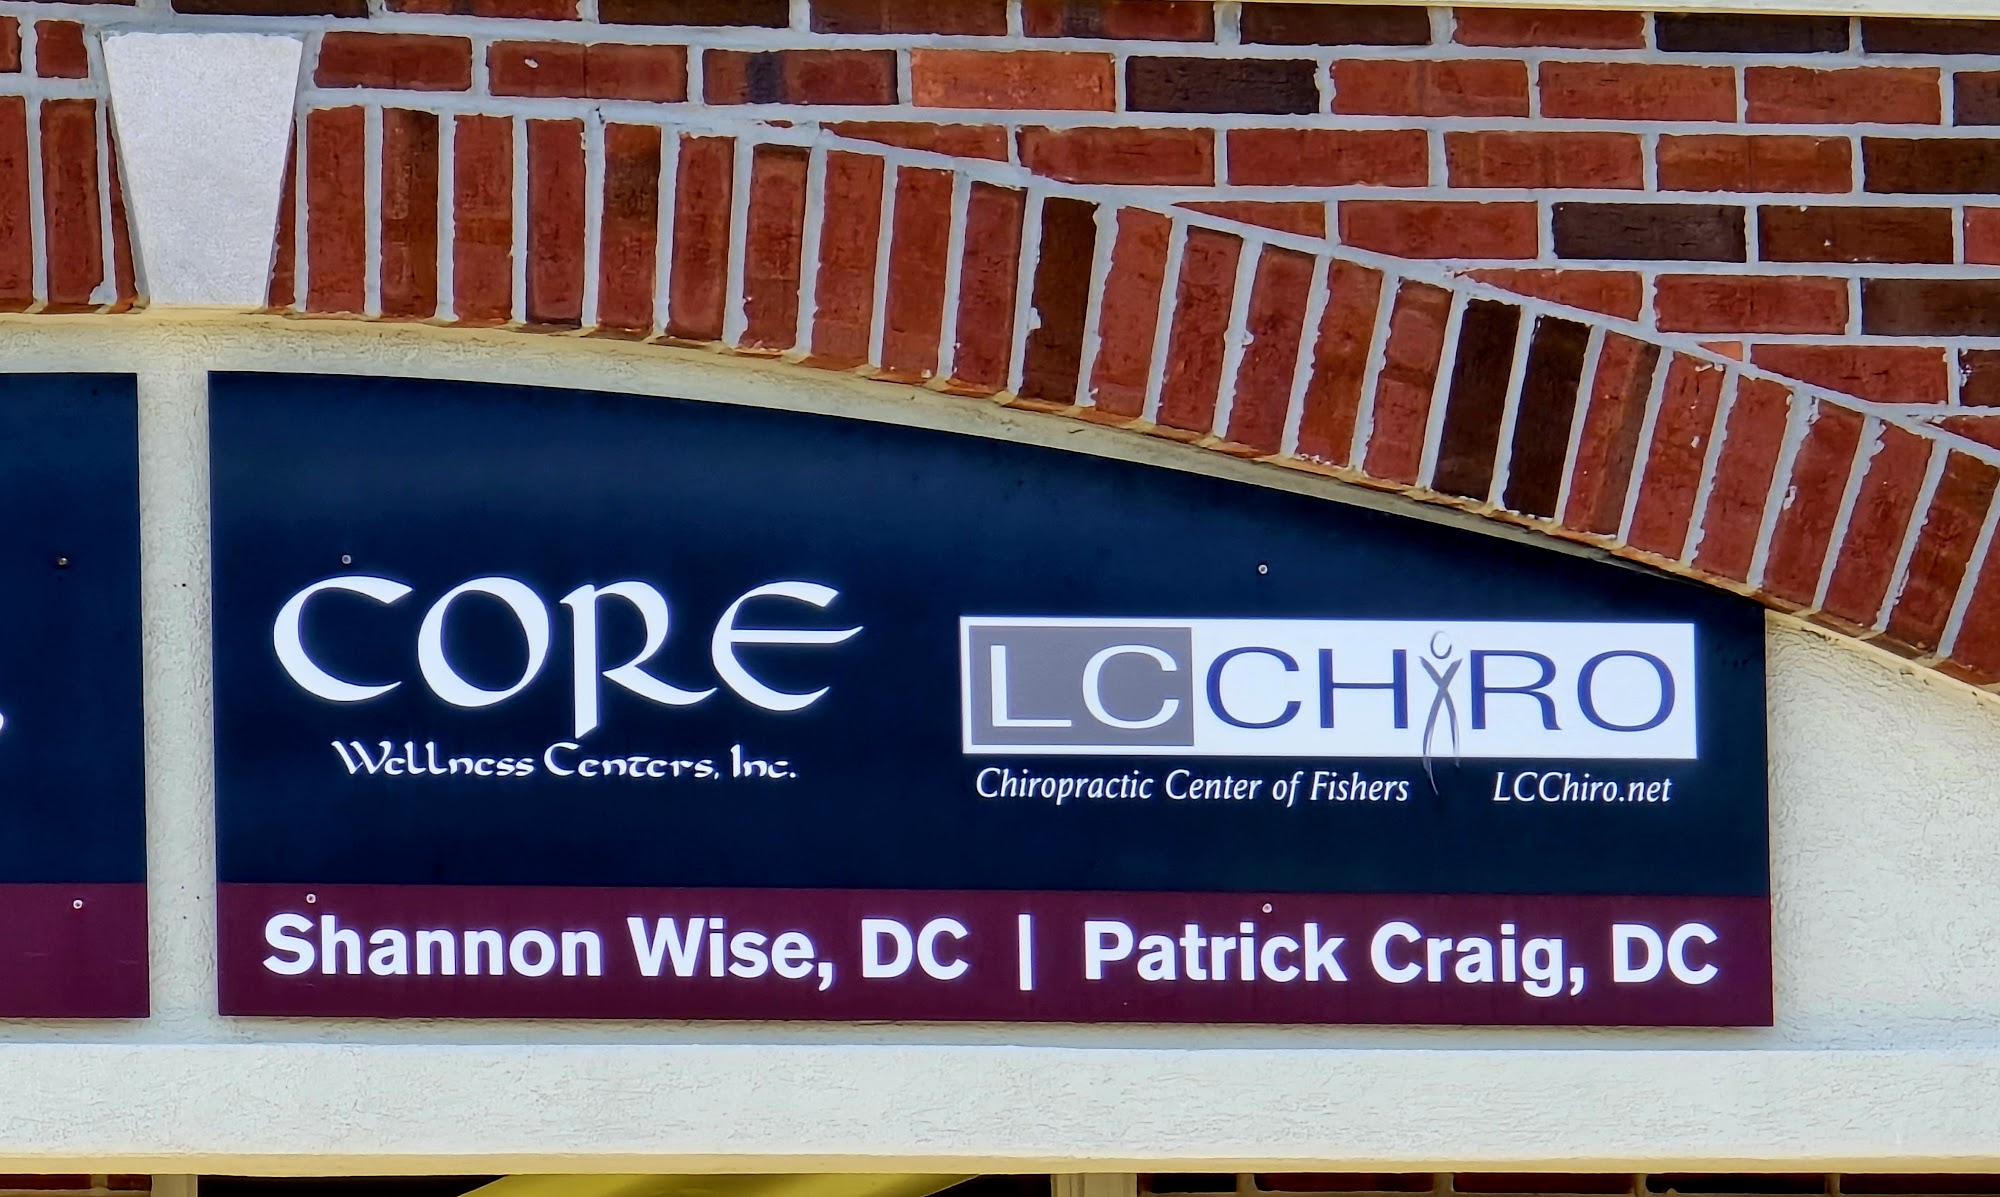 CORE
Wellness Centers, Inc.
LCCHIRO
Chiropractic Center of Fishers LCChiro.net
Shannon Wise, DC | Patrick Craig, DC